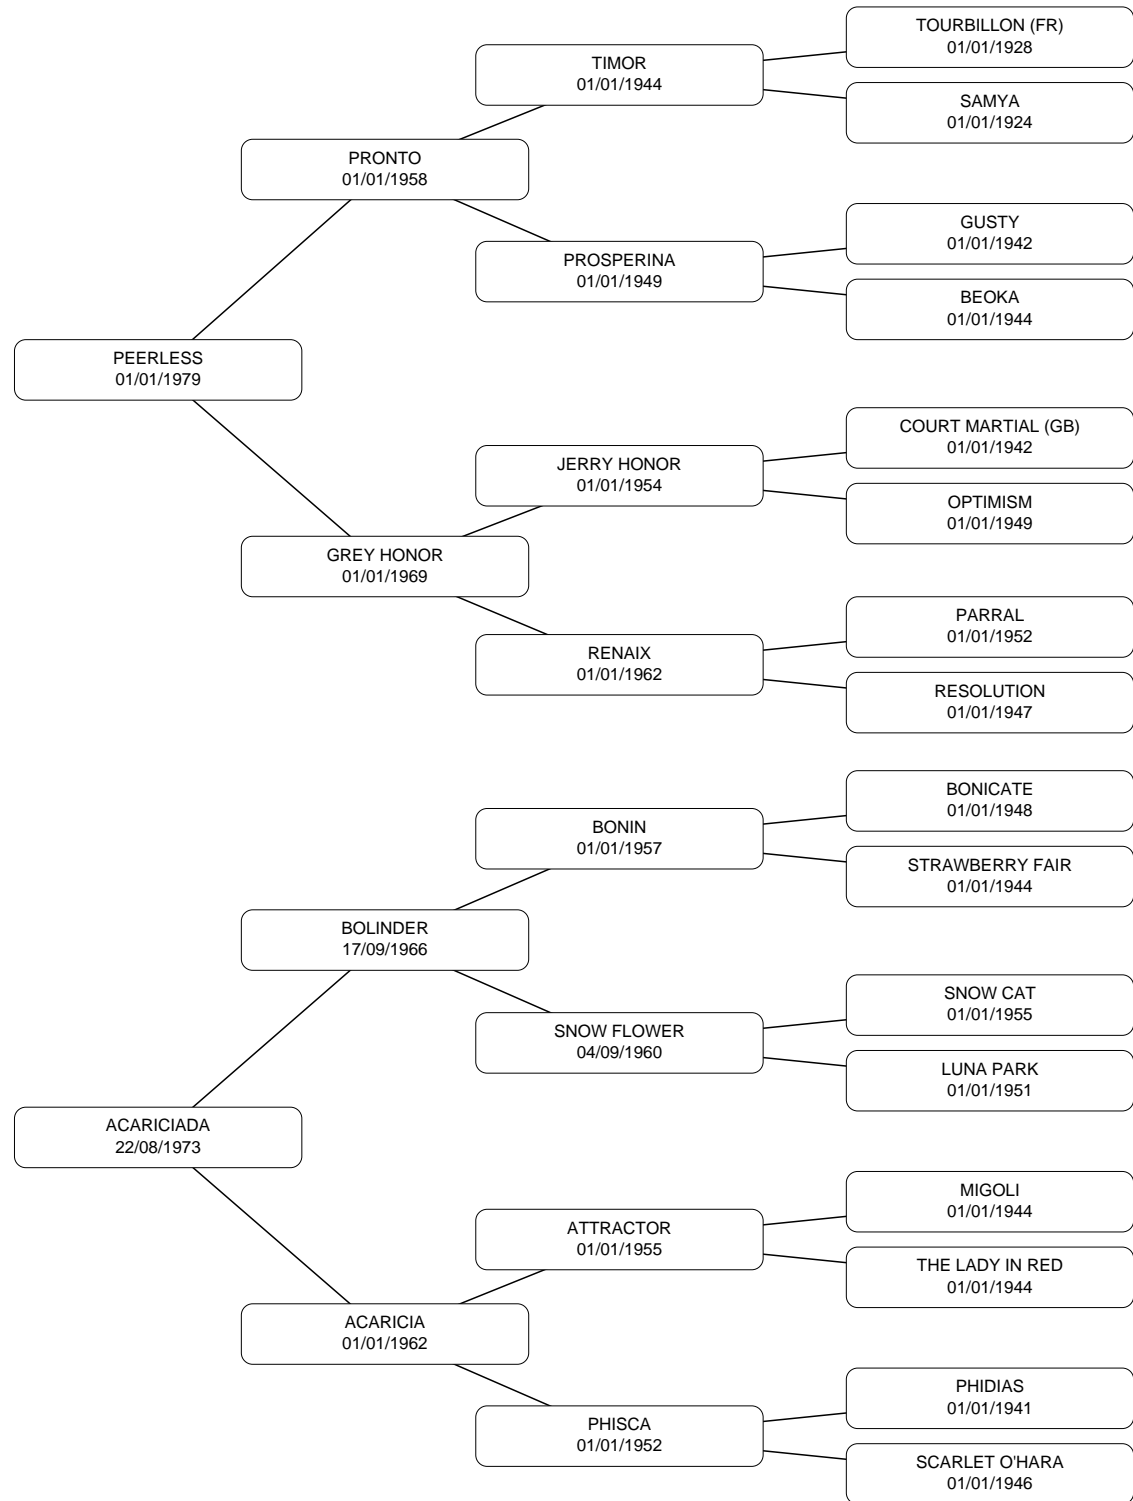 TOURBILLON (FR)
01/01/1928
TIMOR
01/01/1944
SAMYA
01/01/1924
PRONTO
01/01/1958
GUSTY
01/01/1942
PROSPERINA
01/01/1949
BEOKA
01/01/1944
PEERLESS
01/01/1979
COURT MARTIAL (GB)
01/01/1942
JERRY HONOR
01/01/1954
OPTIMISM
01/01/1949
GREY HONOR
01/01/1969
PARRAL
01/01/1952
RENAIX
01/01/1962
RESOLUTION
01/01/1947
BONICATE
01/01/1948
BONIN
01/01/1957
STRAWBERRY FAIR
01/01/1944
BOLINDER
17/09/1966
SNOW CAT
01/01/1955
SNOW FLOWER
04/09/1960
LUNA PARK
01/01/1951
ACARICIADA
22/08/1973
MIGOLI
01/01/1944
ATTRACTOR
01/01/1955
THE LADY IN RED
01/01/1944
ACARICIA
01/01/1962
PHIDIAS
01/01/1941
PHISCA
01/01/1952
SCARLET O'HARA
01/01/1946